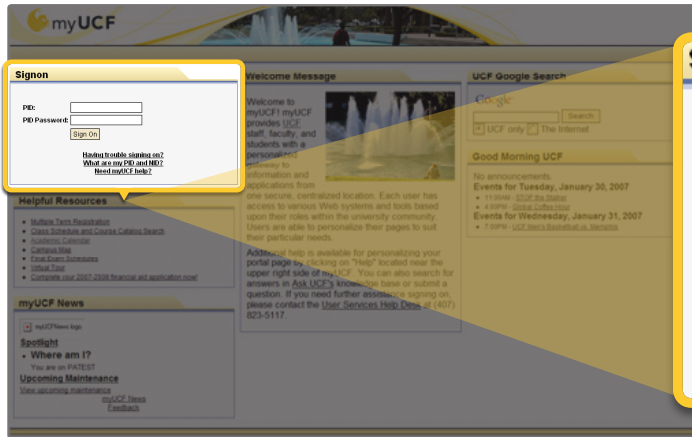 myUCF
Signon
PID:
PID Password:
Sign On
Having trouble signing on?
What are my PID and NID?
Need myUCF help?
Helpful Resources
Multiple Term Registration
Class Schedule and Course Catalog Search
Academic Calendar
Campus Map
Final Exam Schedules
Virtual Tour
Complete your 2007-2008 financial aid application now!
myUCF News
myUCFNews logo
Spotlight
Where am I?
You are on PATEST
Upcoming Maintenance
View upcoming maintenance
myUCF News
Feedback
Welcome Message
Welcome to
myUCF! myUCF
provides UCF
staff, faculty, and
students with a
personalized
gateway to
information and
applications from
one secure, centralized location. Each user has
access to various Web systems and tools based
upon their roles within the university community.
Users are able to personalize their pages to suit
their particular needs.
Additional help is available for personalizing your
portal page by clicking on "Help" located near the
upper right side of myUCF. You can also search for
answers in Ask UCF's knowledge base or submit a
question. If you need further assistance signing on,
please contact the User Services Help Desk at (407)
823-5117.
UCF Google Search
Google
Search
UCF only The Internet
Good Morning UCF
No announcements.
Events for Tuesday, January 30, 2007
11:00AM - STOP the Stalker
4:00PM - Global Coffee Hour
Events for Wednesday, January 31, 2007
7:00PM - UCF Men's Basketball vs. Memphis